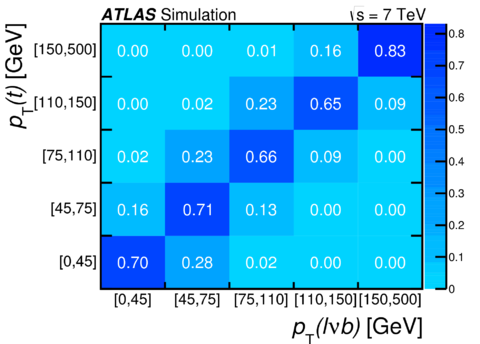 ATLAS Simulation √s = 7 TeV
p_T(t) [GeV]
[150,500] 0.00 0.00 0.01 0.16 0.83
[110,150] 0.00 0.02 0.23 0.65 0.09
[75,110] 0.02 0.23 0.66 0.09 0.00
[45,75] 0.16 0.71 0.13 0.00 0.00
[0,45] 0.70 0.28 0.02 0.00 0.00
[0,45] [45,75] [75,110] [110,150] [150,500]
p_T(lνb) [GeV]
0.8
0.7
0.6
0.5
0.4
0.3
0.2
0.1
0